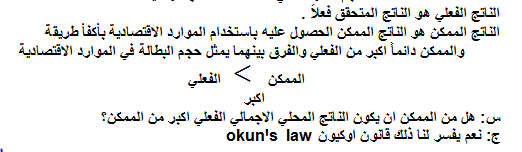 الناتج الفعلي هو الناتج المتحقق فعلاً .
الناتج الممكن هو الناتج الممكن الحصول عليه باستخدام الموارد الاقتصادية بأكفأ طريقة
والممكن دائماً اكبر من الفعلي والفرق بينهما يمثل حجم البطالة في الموارد الاقتصادية
الممكن > الفعلي
اكبر
س: هل من الممكن ان يكون الناتج المحلي الاجمالي الفعلي اكبر من الممكن؟
ج: نعم يفسر لنا ذلك قانون اوكيون okun's law